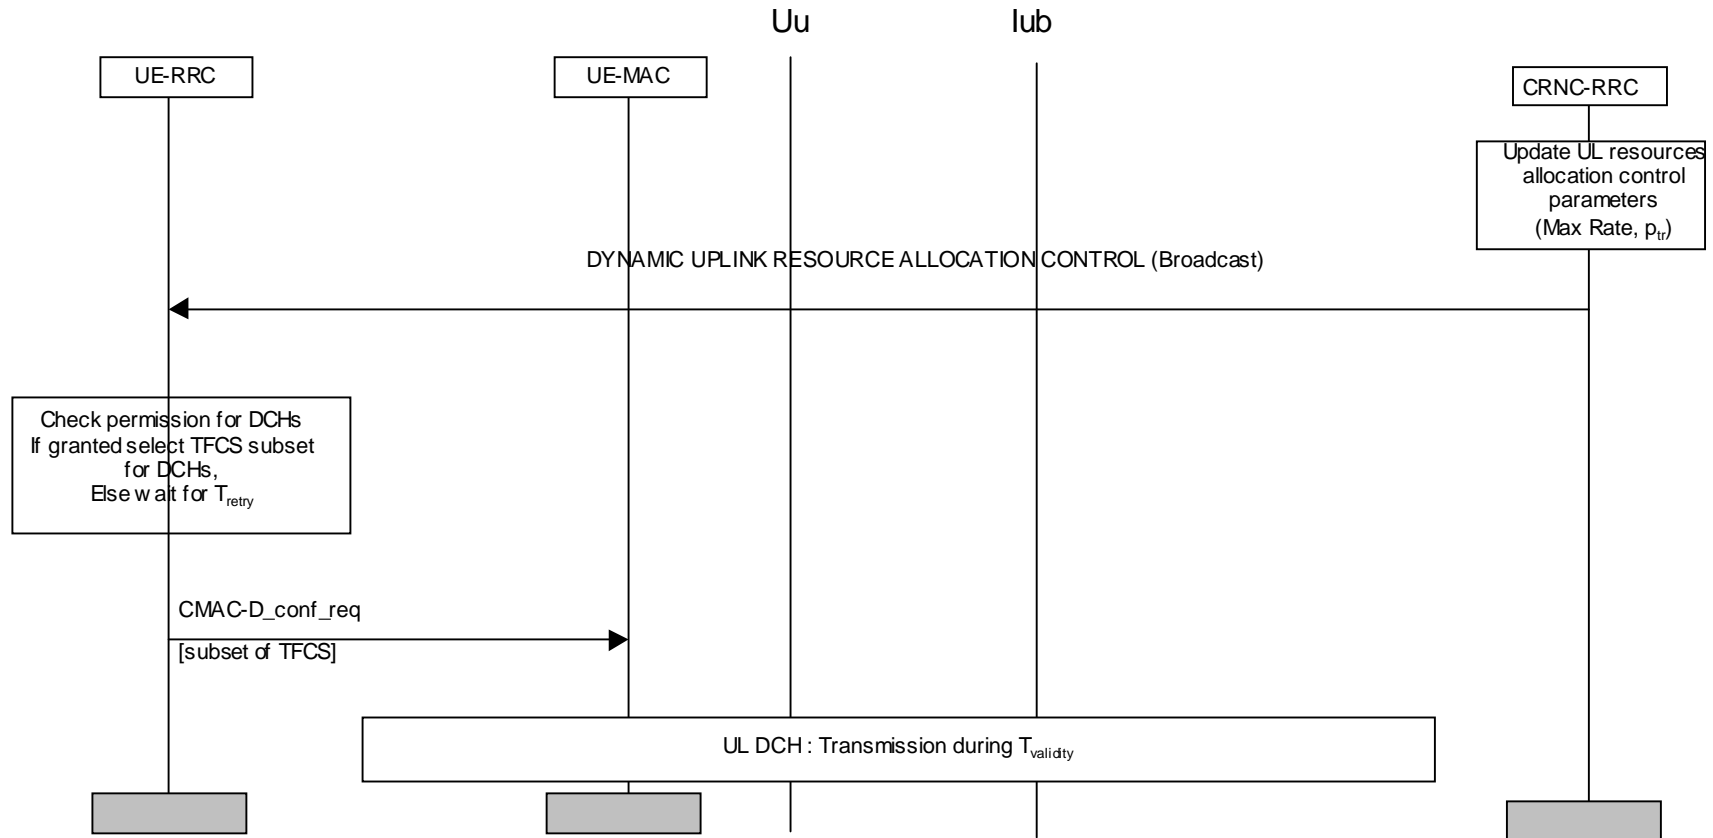 Uu
Iub
UE-RRC
UE-MAC
CRNC-RRC
Update UL resources
allocation control
parameters
(Max Rate, ptr)
DYNAMIC UPLINK RESOURCE ALLOCATION CONTROL (Broadcast)
Check permission for DCHs
If granted select TFCS subset
for DCHs,
Else wait for Tretry
CMAC-D_conf_req
[subset of TFCS]
UL DCH : Transmission during Tvalidity